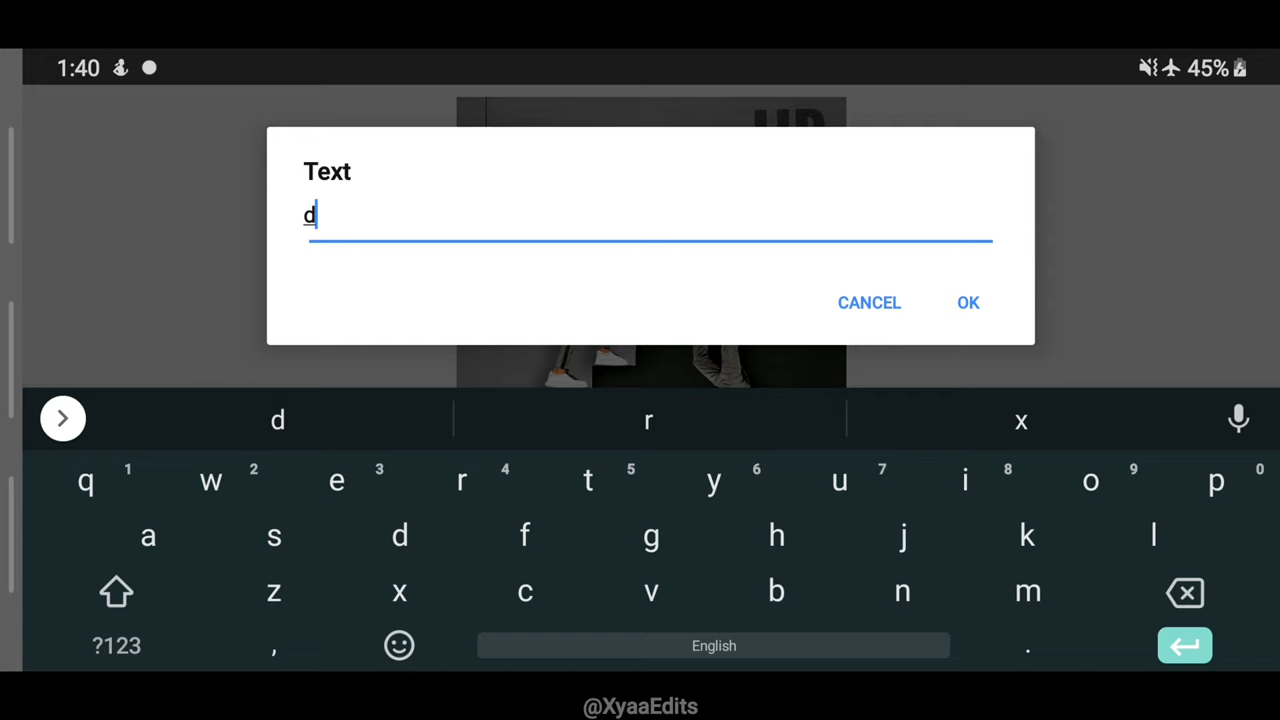 1:40 45%
UP
Text
d
CANCEL OK
d r x
q 1 w 2 e 3 r 4 t 5 y 6 u 7 i 8 o 9 p 0
a s d f g h j k l
z x c v b n m
?123 , English .
@XyaaEdits